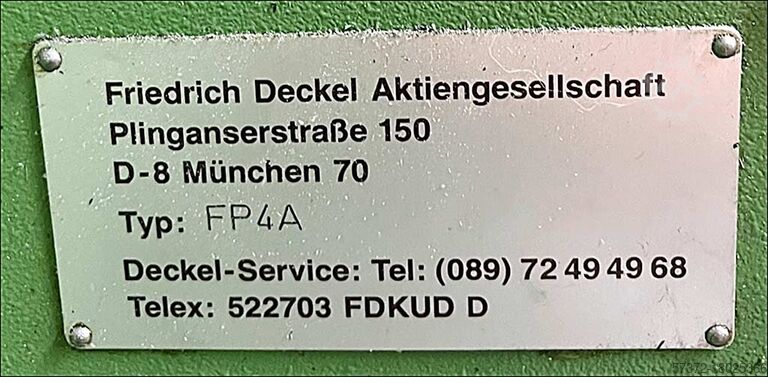 Friedrich Deckel Aktiengesellschaft
Plinganserstraße 150
D-8 München 70
Typ: FP4A
Deckel-Service: Tel: (089) 72 49 49 68
Telex: 522703 FDKUD D